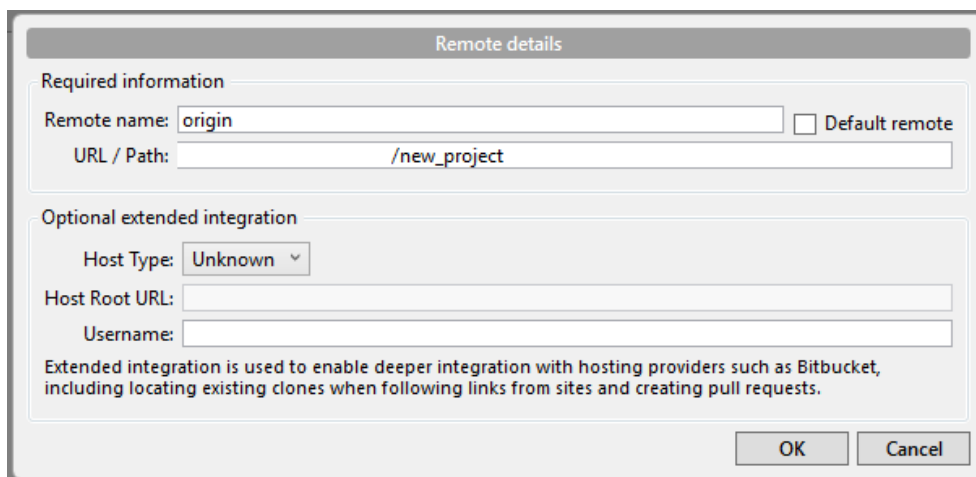 Remote details
Required information
Remote name: origin Default remote
URL / Path: /new_project
Optional extended integration
Host Type: Unknown
Host Root URL:
Username:
Extended integration is used to enable deeper integration with hosting providers such as Bitbucket,
including locating existing clones when following links from sites and creating pull requests.
OK Cancel